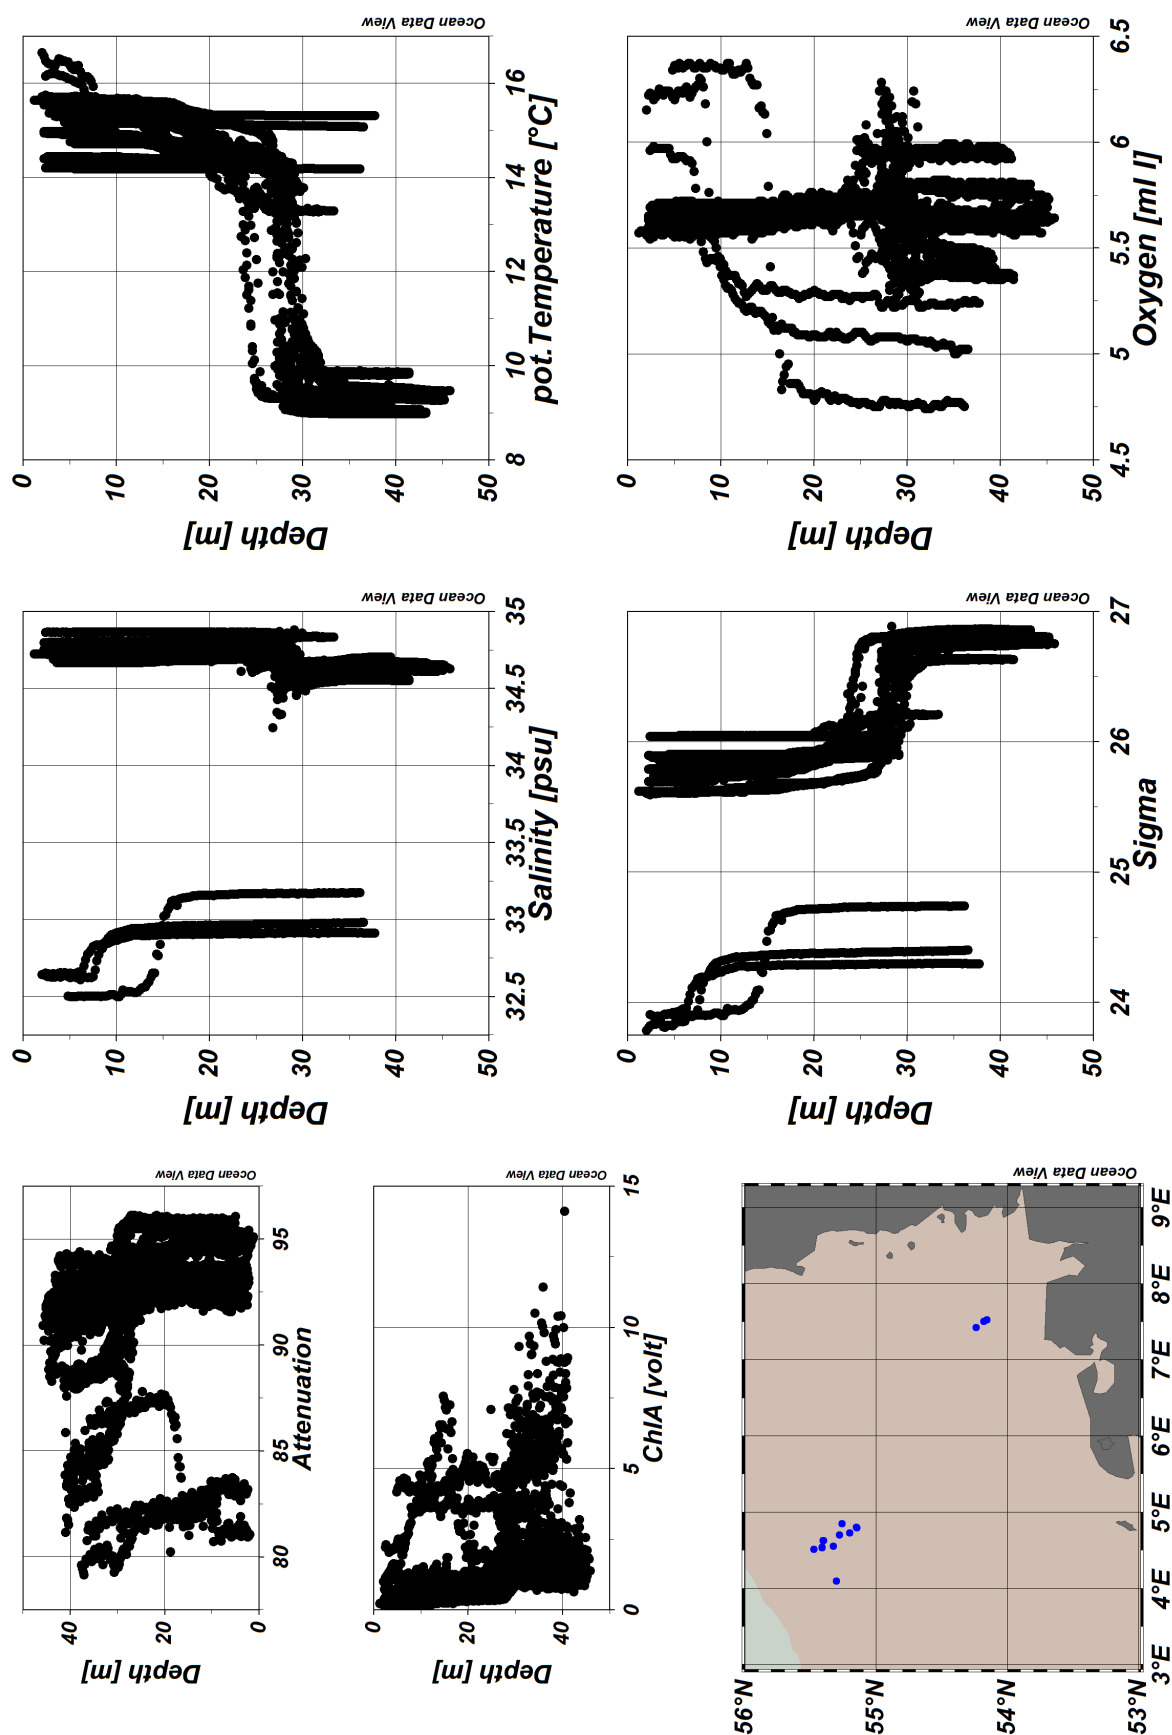 Ocean Data View
Depth [m]
40
20
0
80
85
90
95
Attenuation
Ocean Data View
Depth [m]
0
20
40
0
5
10
15
ChlA [volt]
Ocean Data View
Depth [m]
0
10
20
30
40
50
32.5
33
33.5
34
34.5
35
Salinity [psu]
Ocean Data View
Depth [m]
0
10
20
30
40
50
8
10
12
14
16
pot.Temperature [°C]
Ocean Data View
56°N
55°N
54°N
53°N
3°E
4°E
5°E
6°E
7°E
8°E
9°E
Ocean Data View
Depth [m]
0
10
20
30
40
50
24
25
26
27
Sigma
Ocean Data View
Depth [m]
0
10
20
30
40
50
4.5
5
5.5
6
6.5
Oxygen [ml l]